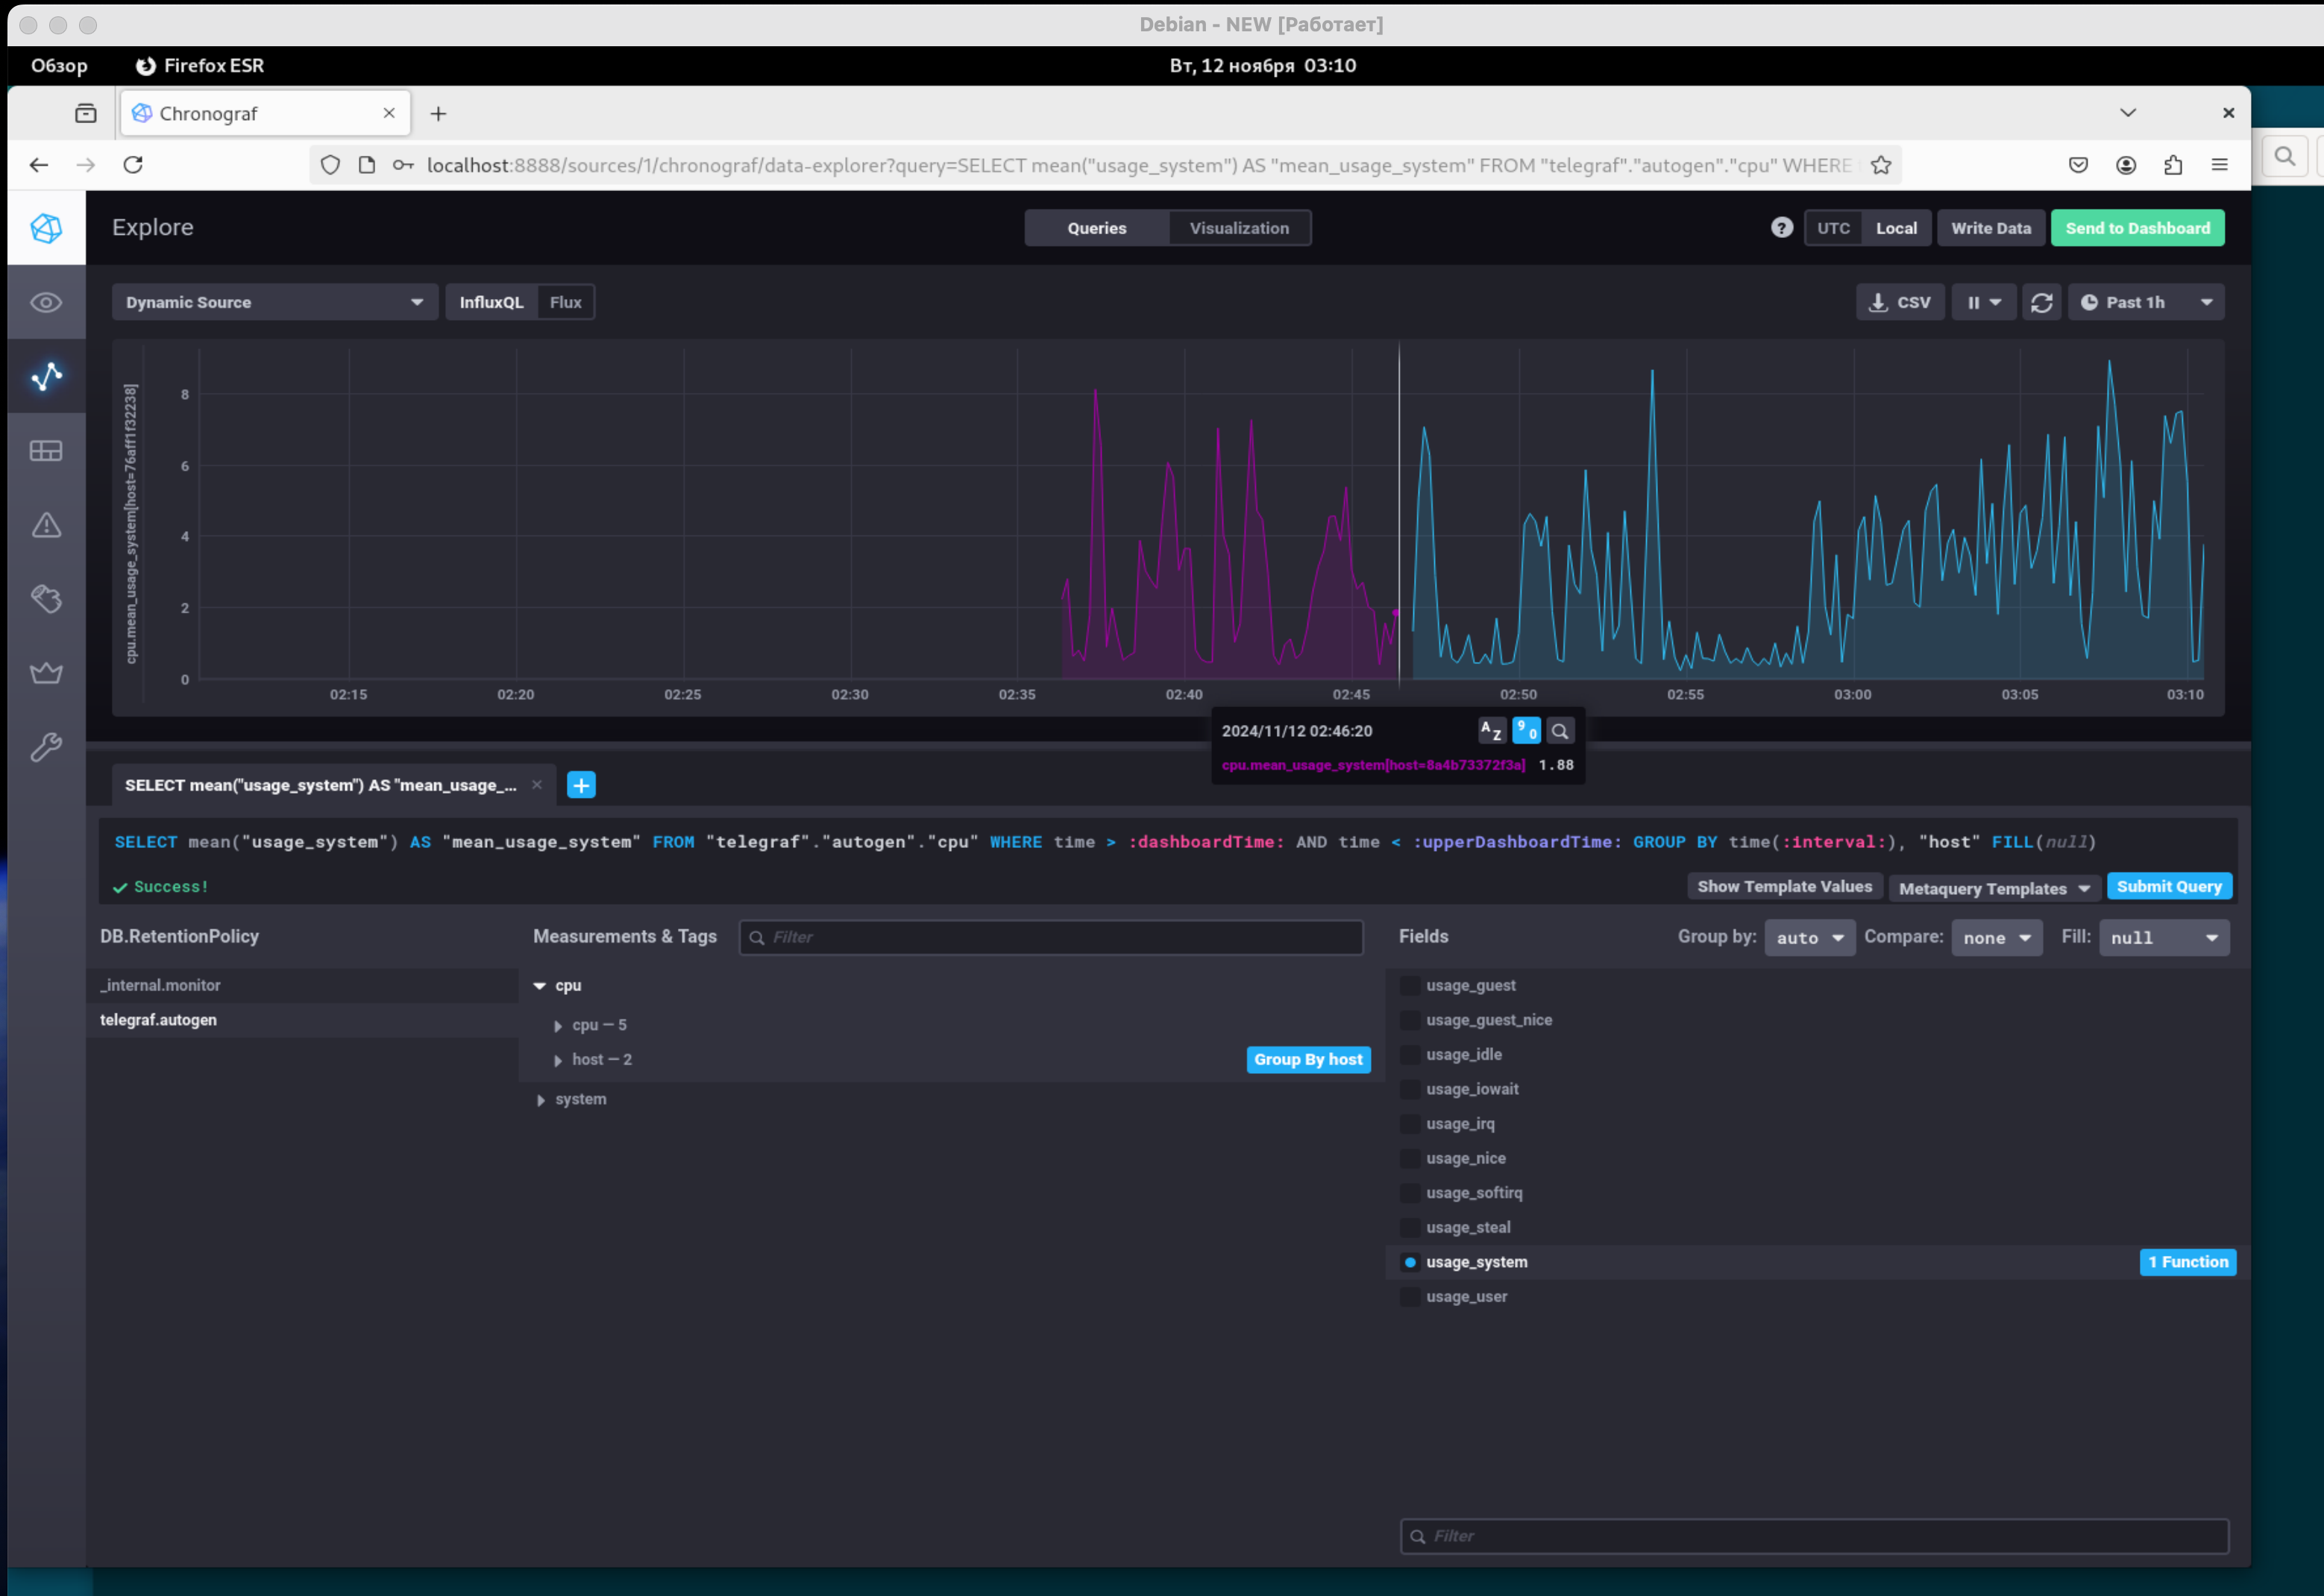 Debian - NEW [Работает]
Обзор Firefox ESR Вт, 12 ноября 03:10
Chronograf
localhost:8888/sources/1/chronograf/data-explorer?query=SELECT mean("usage_system") AS "mean_usage_system" FROM "telegraf"."autogen"."cpu" WHERE
Explore Queries Visualization ? UTC Local Write Data Send to Dashboard
Dynamic Source InfluxQL Flux CSV Past 1h
cpu.mean_usage_system[host=76aff1f32238]
8
6
4
2
0
02:15 02:20 02:25 02:30 02:35 02:40 02:45 02:50 02:55 03:00 03:05 03:10
2024/11/12 02:46:20 A Z 9 0
cpu.mean_usage_system[host=8a4b73372f3a] 1.88
SELECT mean("usage_system") AS "mean_usage_...
SELECT mean("usage_system") AS "mean_usage_system" FROM "telegraf"."autogen"."cpu" WHERE time > :dashboardTime: AND time < :upperDashboardTime: GROUP BY time(:interval:), "host" FILL(null)
Success! Show Template Values Metaquery Templates Submit Query
DB.RetentionPolicy Measurements & Tags Filter Fields Group by: auto Compare: none Fill: null
_internal.monitor cpu usage_guest
telegraf.autogen cpu — 5 usage_guest_nice
host — 2 Group By host usage_idle
usage_iowait
system usage_irq
usage_nice
usage_softirq
usage_steal
usage_system 1 Function
usage_user
Filter